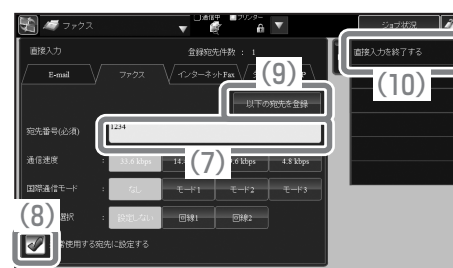 ファクス
通信中
プリンター
ジョブ状況
直接入力
登録宛先件数 : 1
直接入力を終了する
(9)
(10)
E-mail
ファクス
インターネットFax
以下の宛先を登録
宛先番号(必須)
1234
(7)
通信速度 : 33.6 kbps
4.8 kbps
国際通信モード : なし モード1 モード2 モード3
(8)
選択 : 設定しない 回線1 回線2
常使用する宛先に設定する